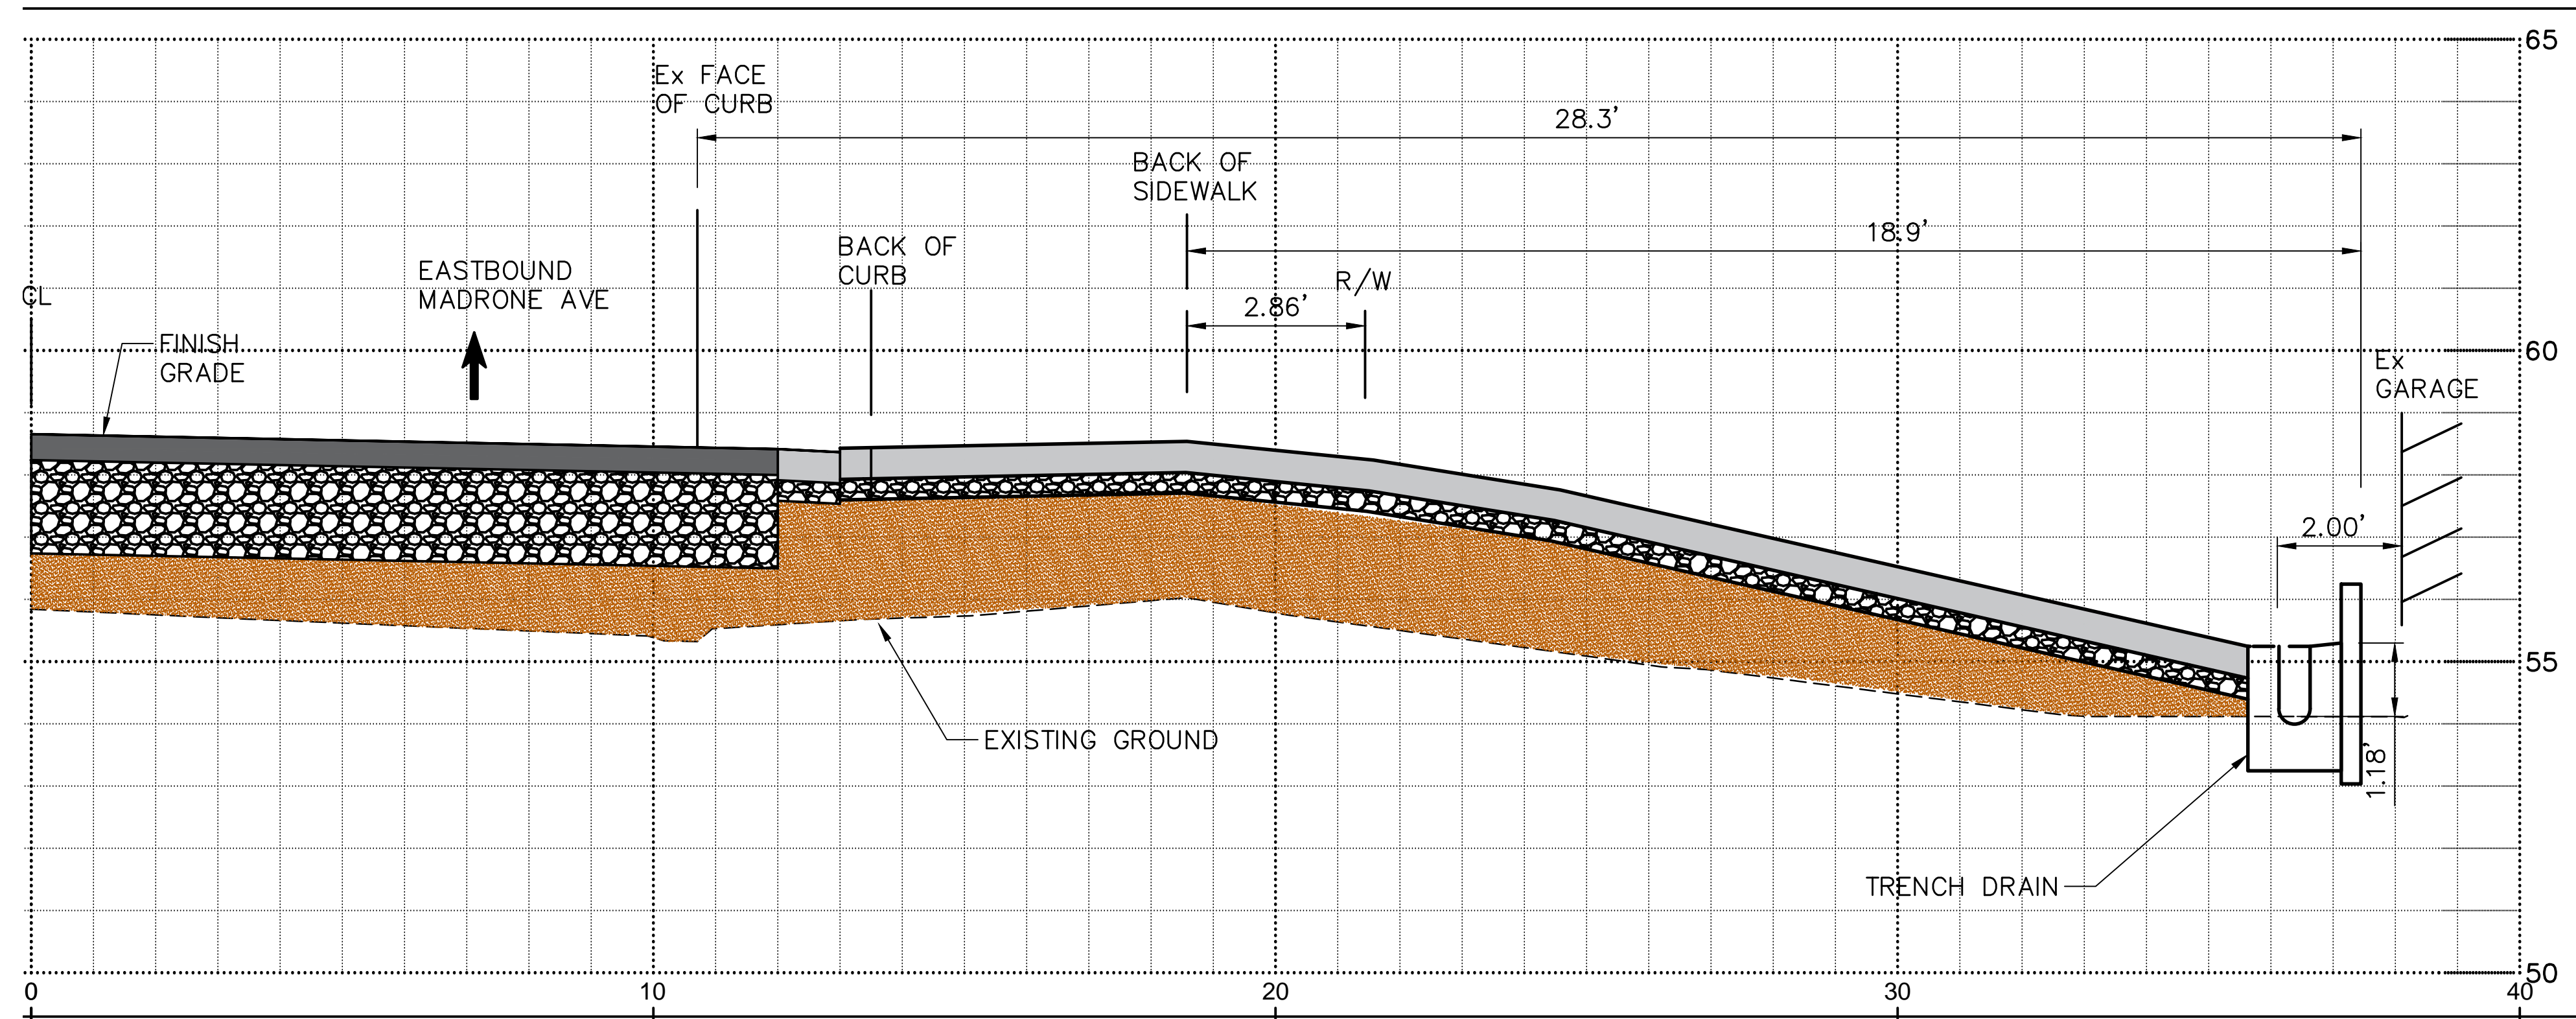 65
Ex FACE
OF CURB
28.3'
BACK OF
SIDEWALK
18.9'
BACK OF
CURB
EASTBOUND
MADRONE AVE
R/W
CL
2.86'
FINISH
GRADE
60
Ex
GARAGE
2.00'
55
EXISTING GROUND
1.18'
TRENCH DRAIN
50
0
10
20
30
40